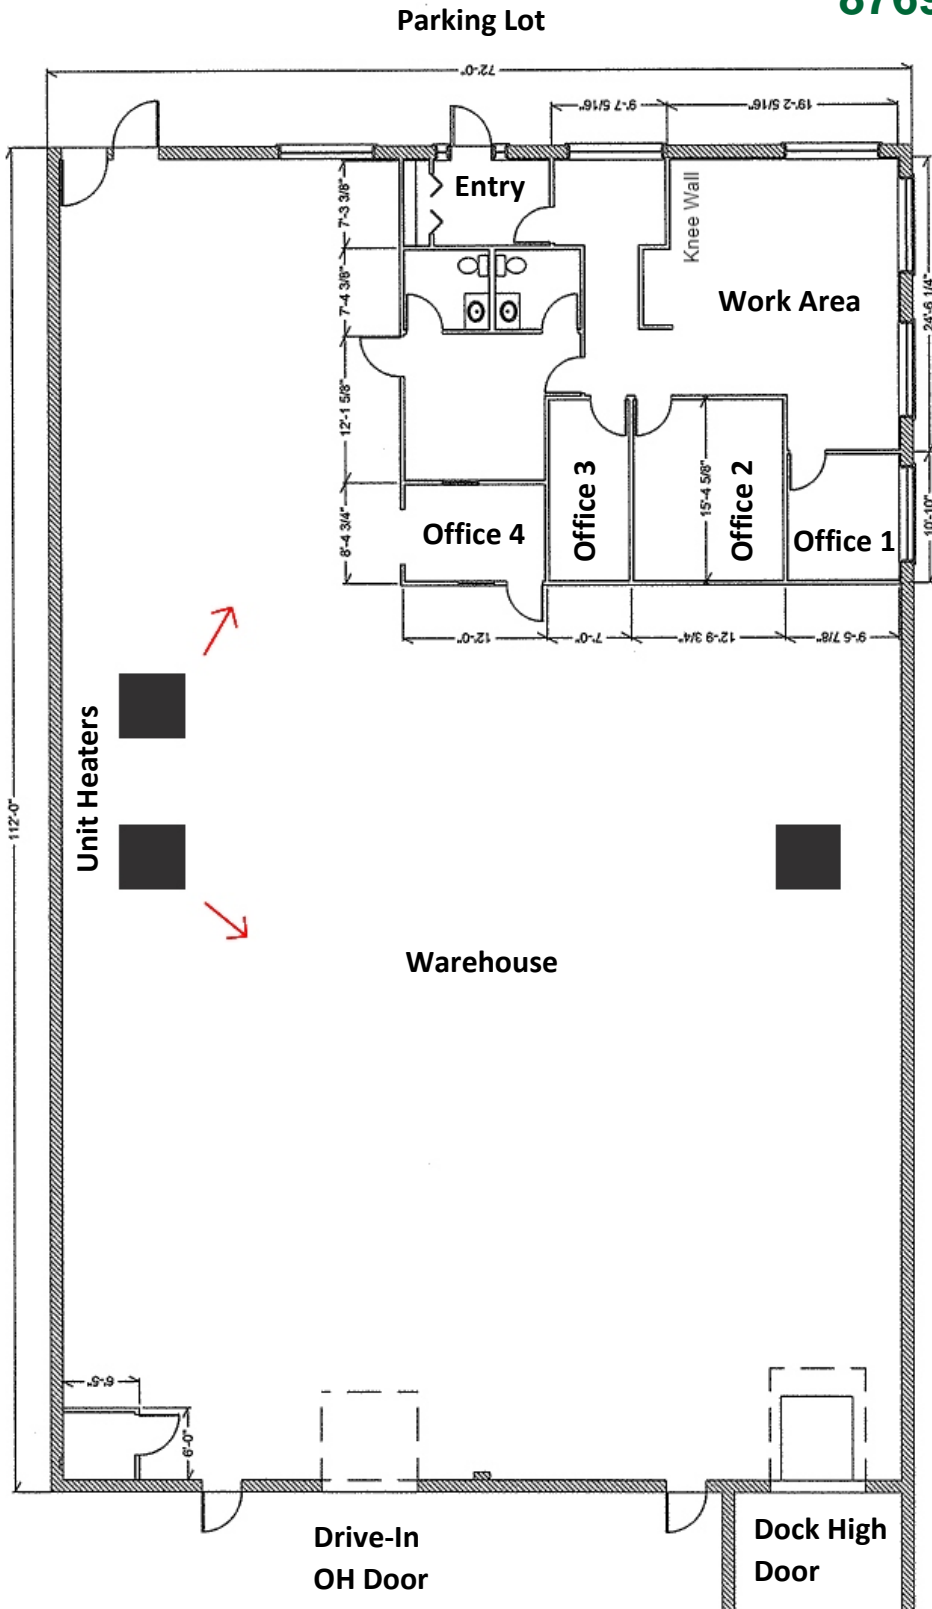 Parking Lot
8769
72'-0"
9'-7 5/16"
19'-2 5/16"
Entry
7'-3 3/8"
Knee Wall
7'-4 3/8"
Work Area
24'-6 1/4"
12'-1 5/8"
Office 3
15'-4 5/8"
Office 2
8'-4 3/4"
Office 4
Office 1
10'-10"
12'-0"
7'-0"
12'-9 3/4"
9'-5 7/8"
Unit Heaters
112'-0"
Warehouse
6'-5"
6'-0"
Drive-In
OH Door
Dock High
Door